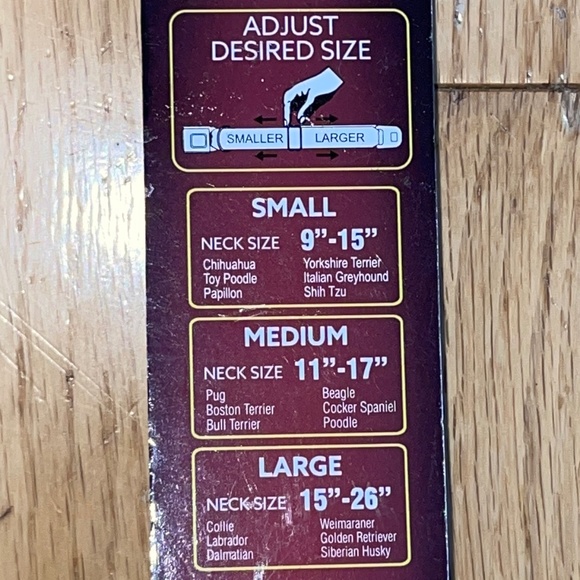 ADJUST
DESIRED SIZE
SMALLER LARGER
SMALL
NECK SIZE 9”-15”
Chihuahua Yorkshire Terrier
Toy Poodle Italian Greyhound
Papillon Shih Tzu
MEDIUM
NECK SIZE 11”-17”
Pug Beagle
Boston Terrier Cocker Spaniel
Bull Terrier Poodle
LARGE
NECK SIZE 15”-26”
Collie Weimaraner
Labrador Golden Retriever
Dalmatian Siberian Husky